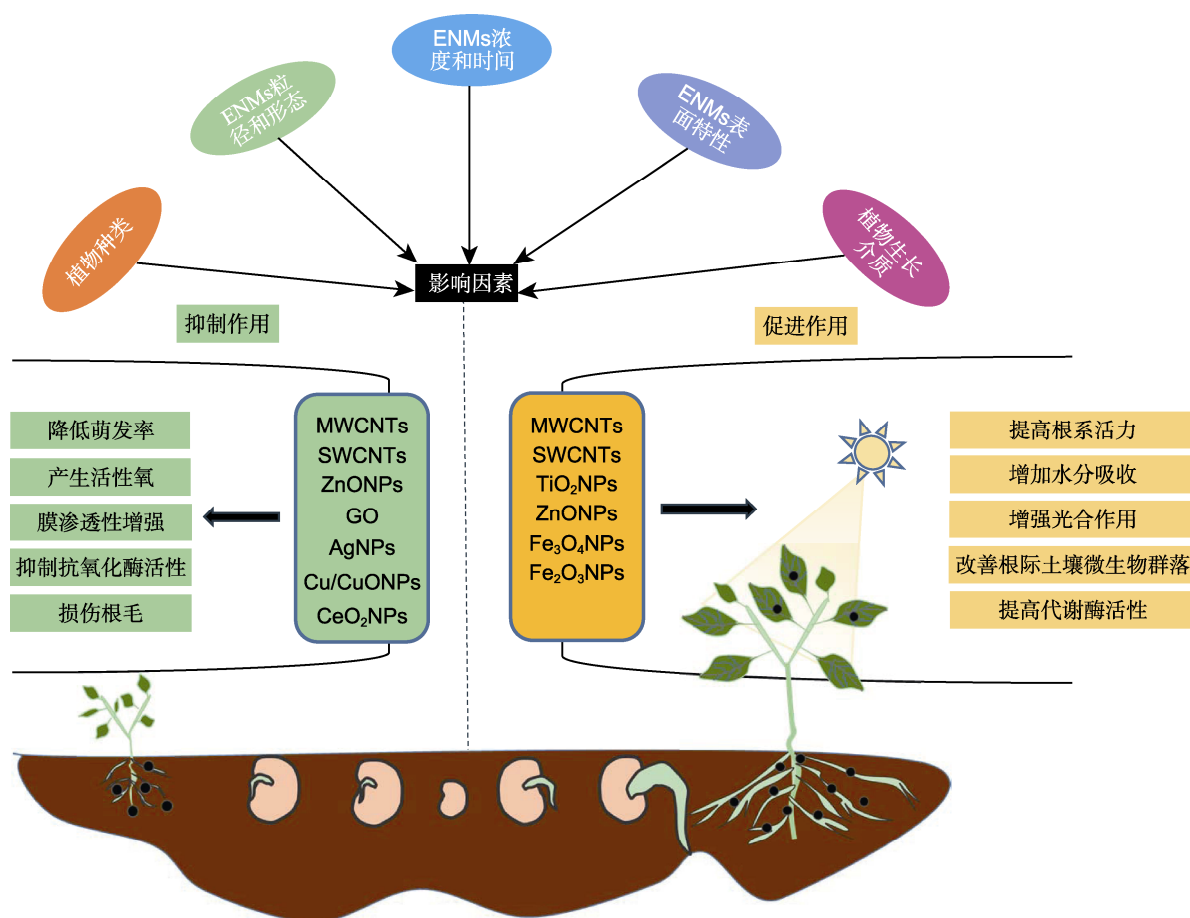 ENMs浓
度和时间
ENMs粒
径和形态
ENMs表
面特性
植物种类
植物生长
介质
影响因素
抑制作用
促进作用
降低萌发率
产生活性氧
膜渗透性增强
抑制抗氧化酶活性
损伤根毛
MWCNTs
SWCNTs
ZnONPs
GO
AgNPs
Cu/CuONPs
CeO₂NPs
MWCNTs
SWCNTs
TiO₂NPs
ZnONPs
Fe₃O₄NPs
Fe₂O₃NPs
提高根系活力
增加水分吸收
增强光合作用
改善根际土壤微生物群落
提高代谢酶活性